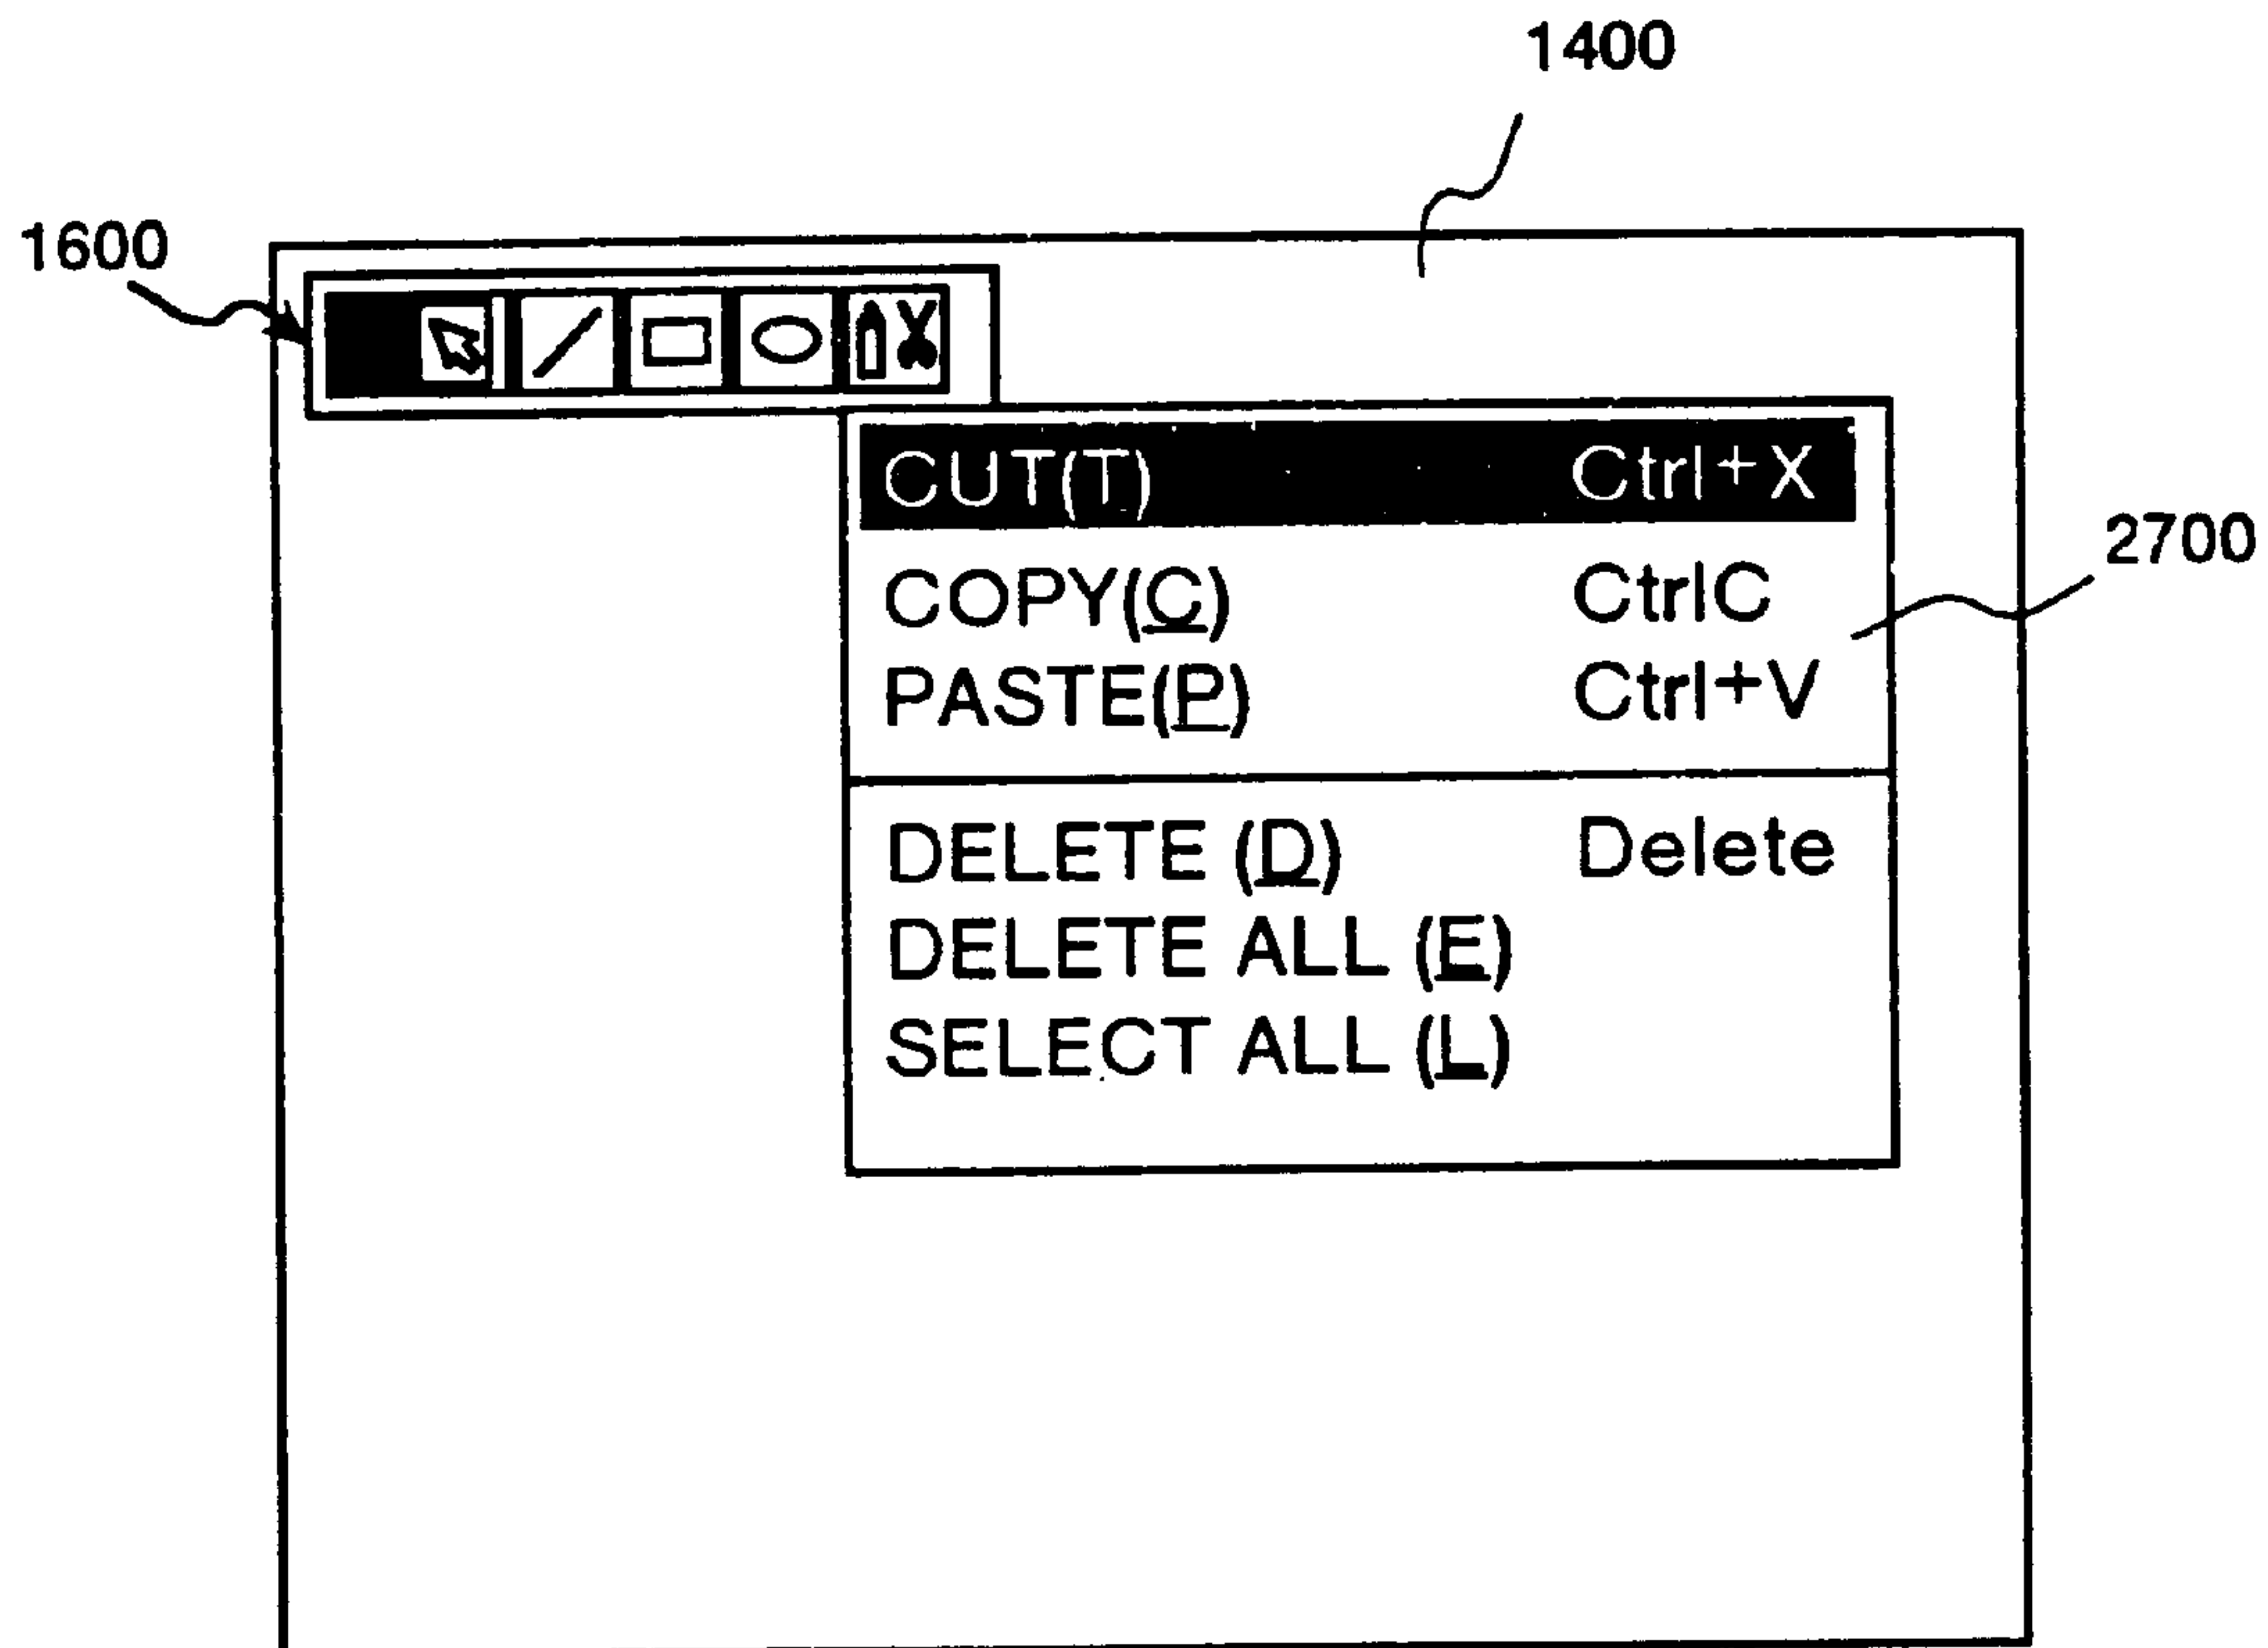 1400
1600
CUT(T) Ctrl+X
COPY(C) CtrlC
2700
PASTE(P) Ctrl+V
DELETE (D) Delete
DELETE ALL (E)
SELECT ALL (L)